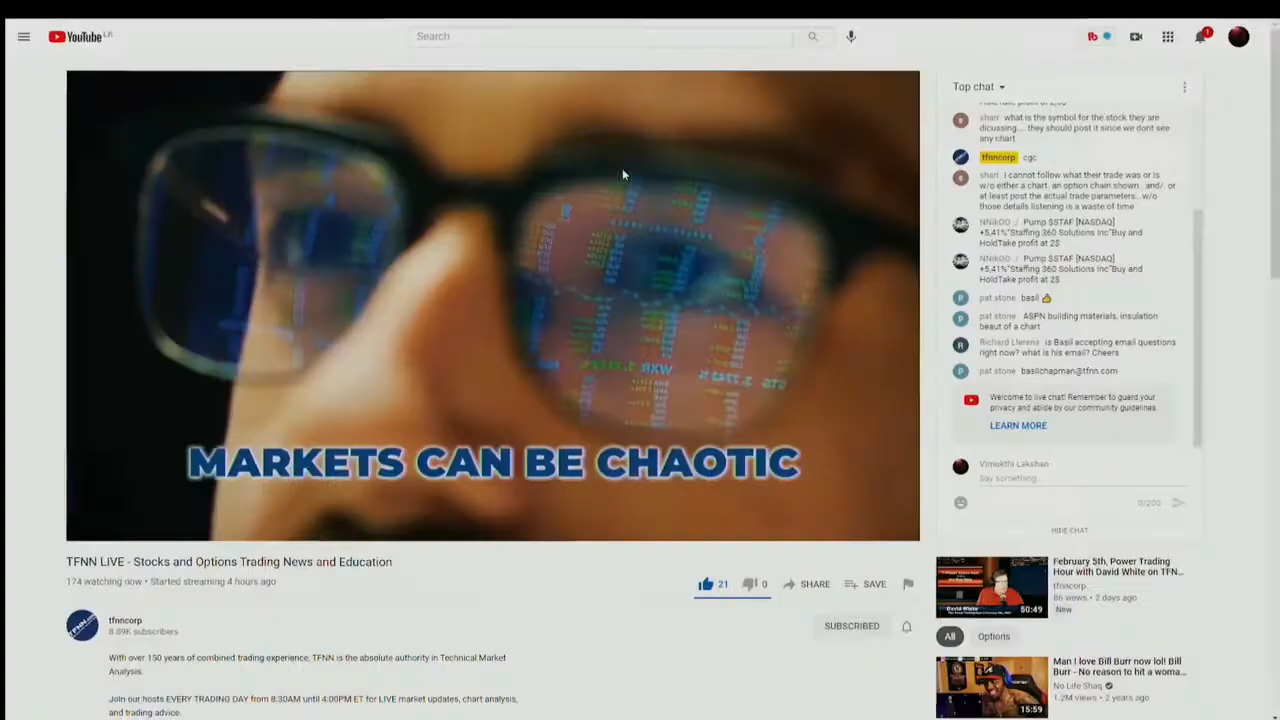 YouTube LK
Search
1
Top chat
shari what is the symbol for the stock they are
dicussing.... they should post it since we dont see
any chart
tfnncorp cgc
shari I cannot follow what their trade was or is
w/o either a chart, an option chain shown, and/ or
at least post the actual trade parameters...w/o
those details listening is a waste of time
NNikOO :/ Pump $STAF [NASDAQ]
+5,41%"Staffing 360 Solutions Inc"Buy and
HoldTake profit at 2$
NNikOO :/ Pump $STAF [NASDAQ]
+5,41%"Staffing 360 Solutions Inc"Buy and
HoldTake profit at 2$
pat stone basil 👍
pat stone ASPN building materials, insulation
beaut of a chart
Richard Llerena is Basil accepting email questions
right now? what is his email? Cheers
pat stone basilchapman@tfnn.com
Welcome to live chat! Remember to guard your
privacy and abide by our community guidelines.
LEARN MORE
Vimukthi Lakshan
Say something...
0/200
HIDE CHAT
MARKETS CAN BE CHAOTIC
TFNN LIVE - Stocks and Options Trading News and Education
174 watching now • Started streaming 4 hours ago
21 0 SHARE SAVE
tfnncorp
8.09K subscribers
SUBSCRIBED
With over 150 years of combined trading experience, TFNN is the absolute authority in Technical Market
Analysis.
Join our hosts EVERY TRADING DAY from 8:30AM until 4:00PM ET for LIVE market updates, chart analysis,
and trading advice.
February 5th, Power Trading
Hour with David White on TFN...
tfnncorp
86 views • 2 days ago
New
David White
50:49
All Options
Man I love Bill Burr now lol! Bill
Burr - No reason to hit a woma...
No Life Shaq
1.2M views • 2 years ago
15:59